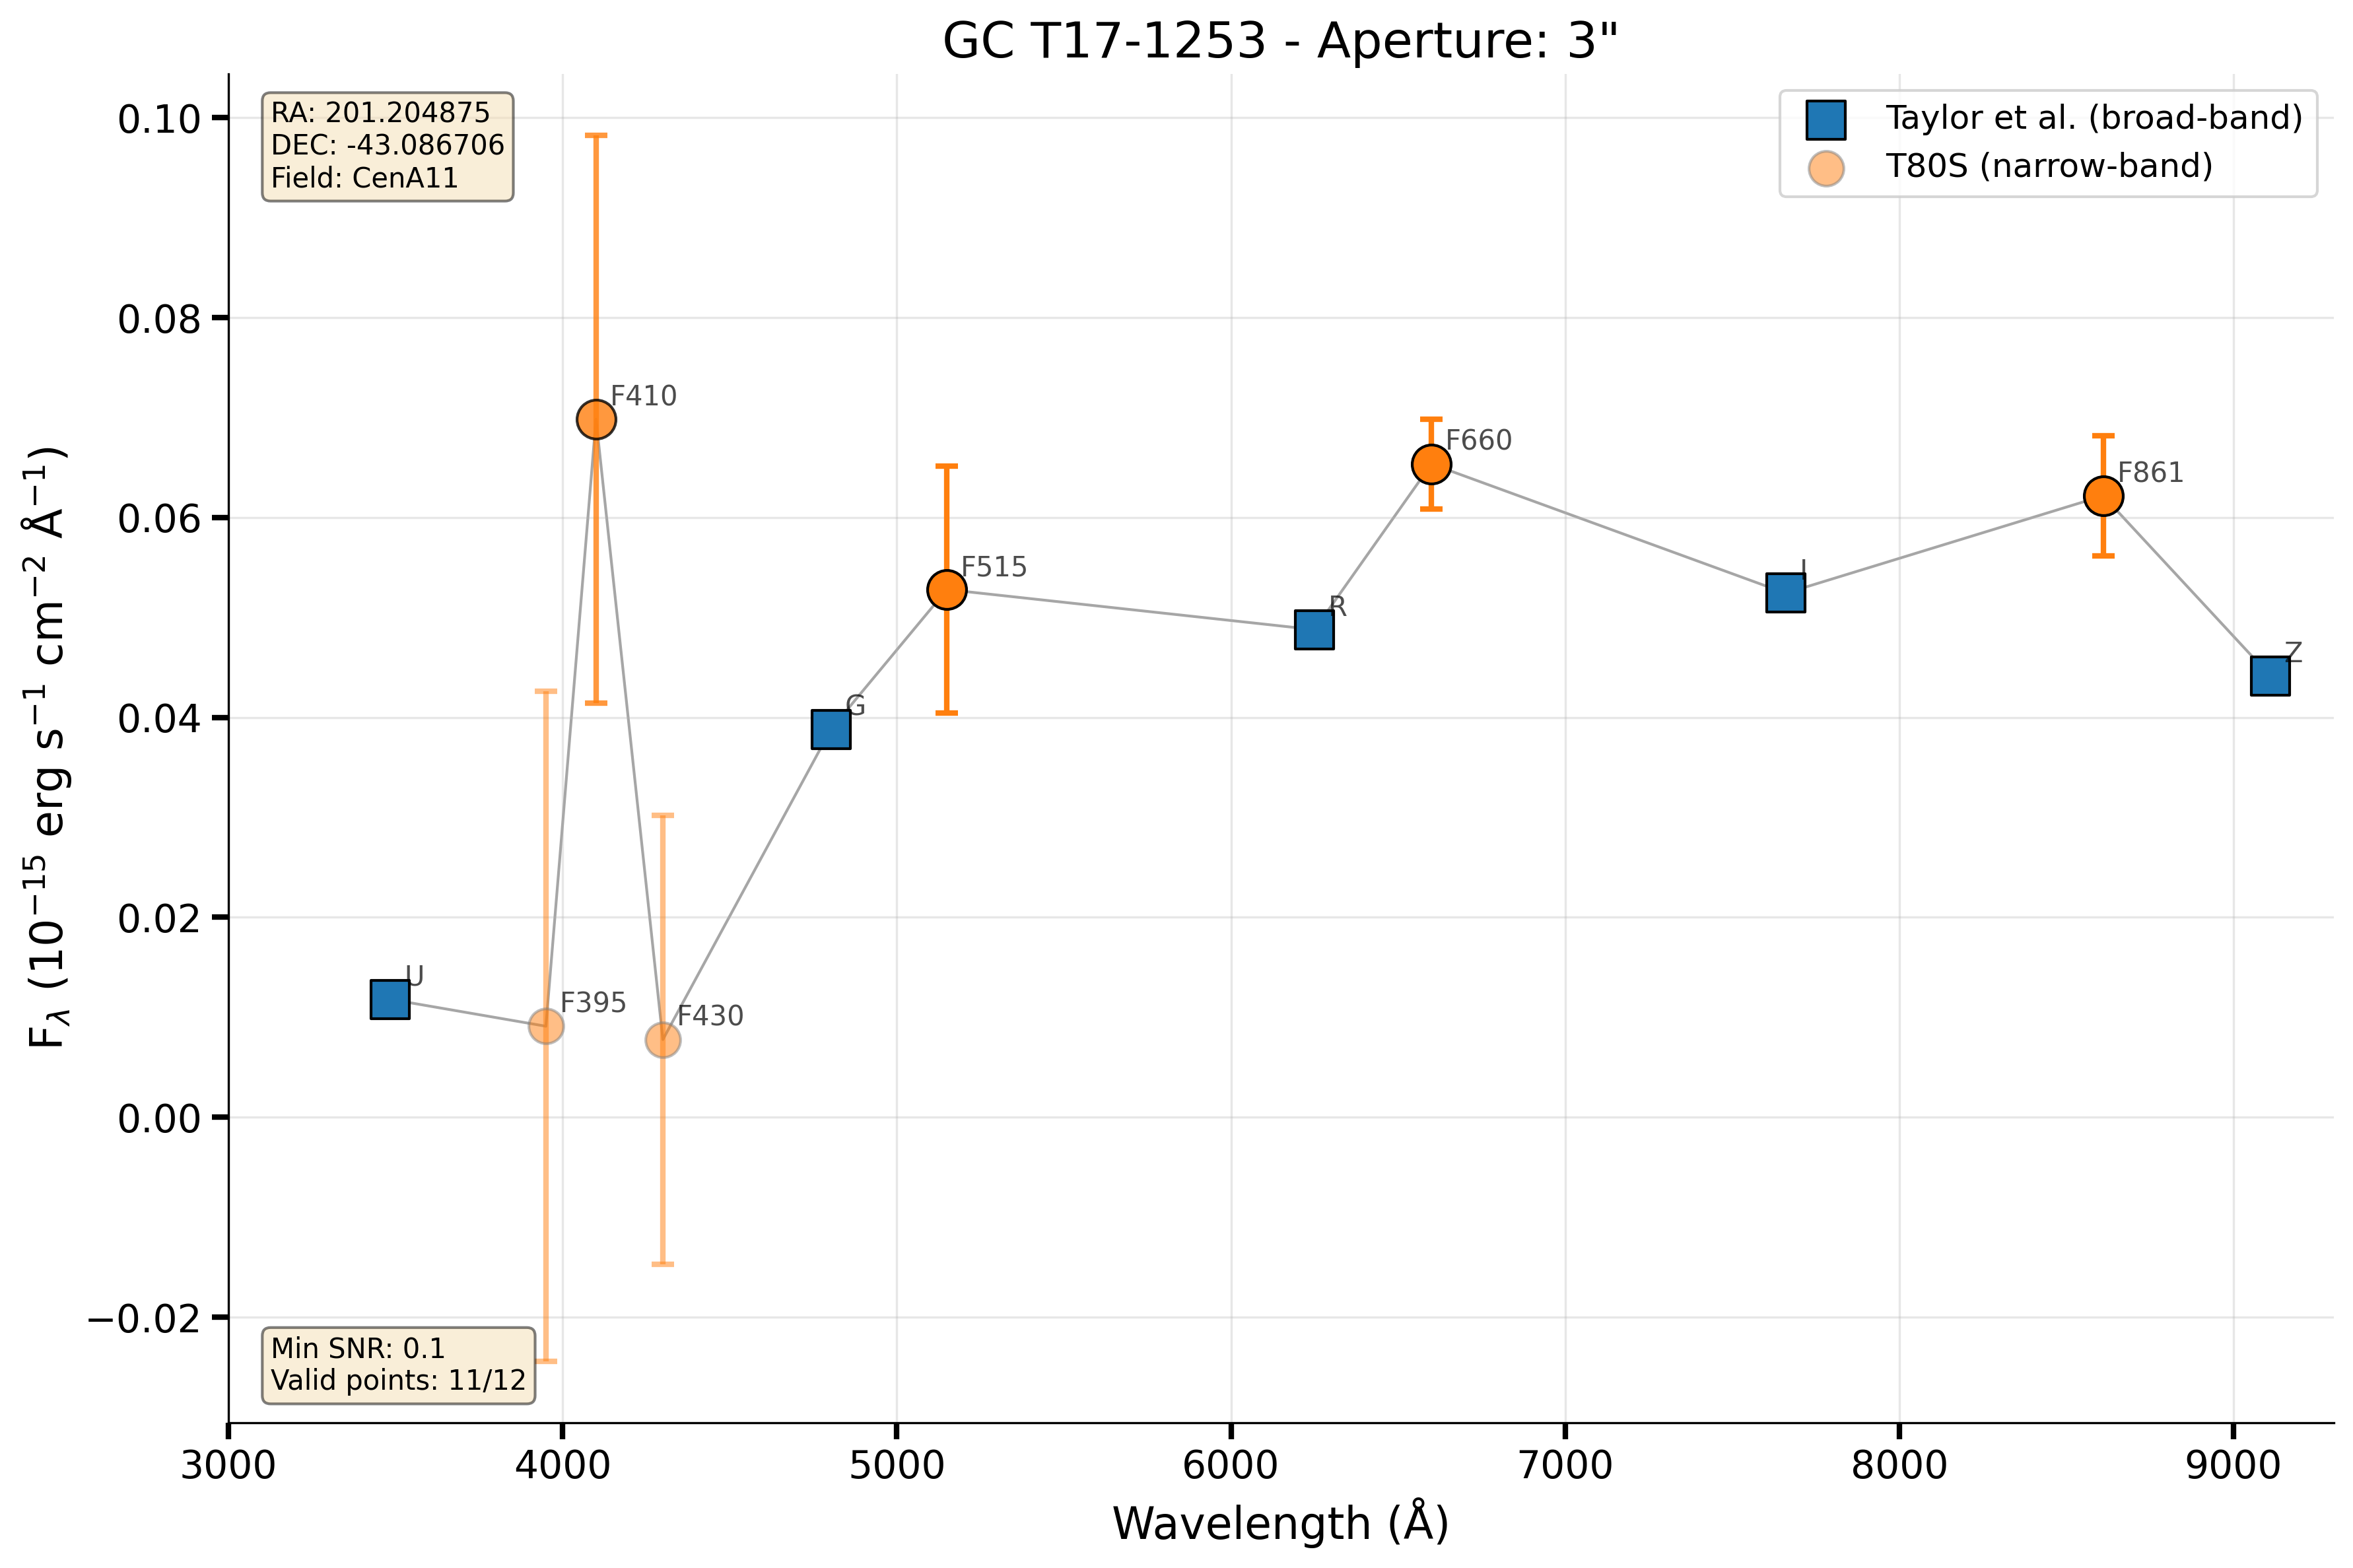 GC T17-1253 - Aperture: 3"
RA: 201.204875
DEC: -43.086706
Field: CenA11
Taylor et al. (broad-band)
T80S (narrow-band)
F$_{\lambda}$ (10$^{-15}$ erg s$^{-1}$ cm$^{-2}$ Å$^{-1}$)
0.10
0.08
0.06
0.04
0.02
0.00
−0.02
U
F395
F410
F430
G
F515
R
F660
I
F861
Z
Min SNR: 0.1
Valid points: 11/12
3000 4000 5000 6000 7000 8000 9000
Wavelength (Å)